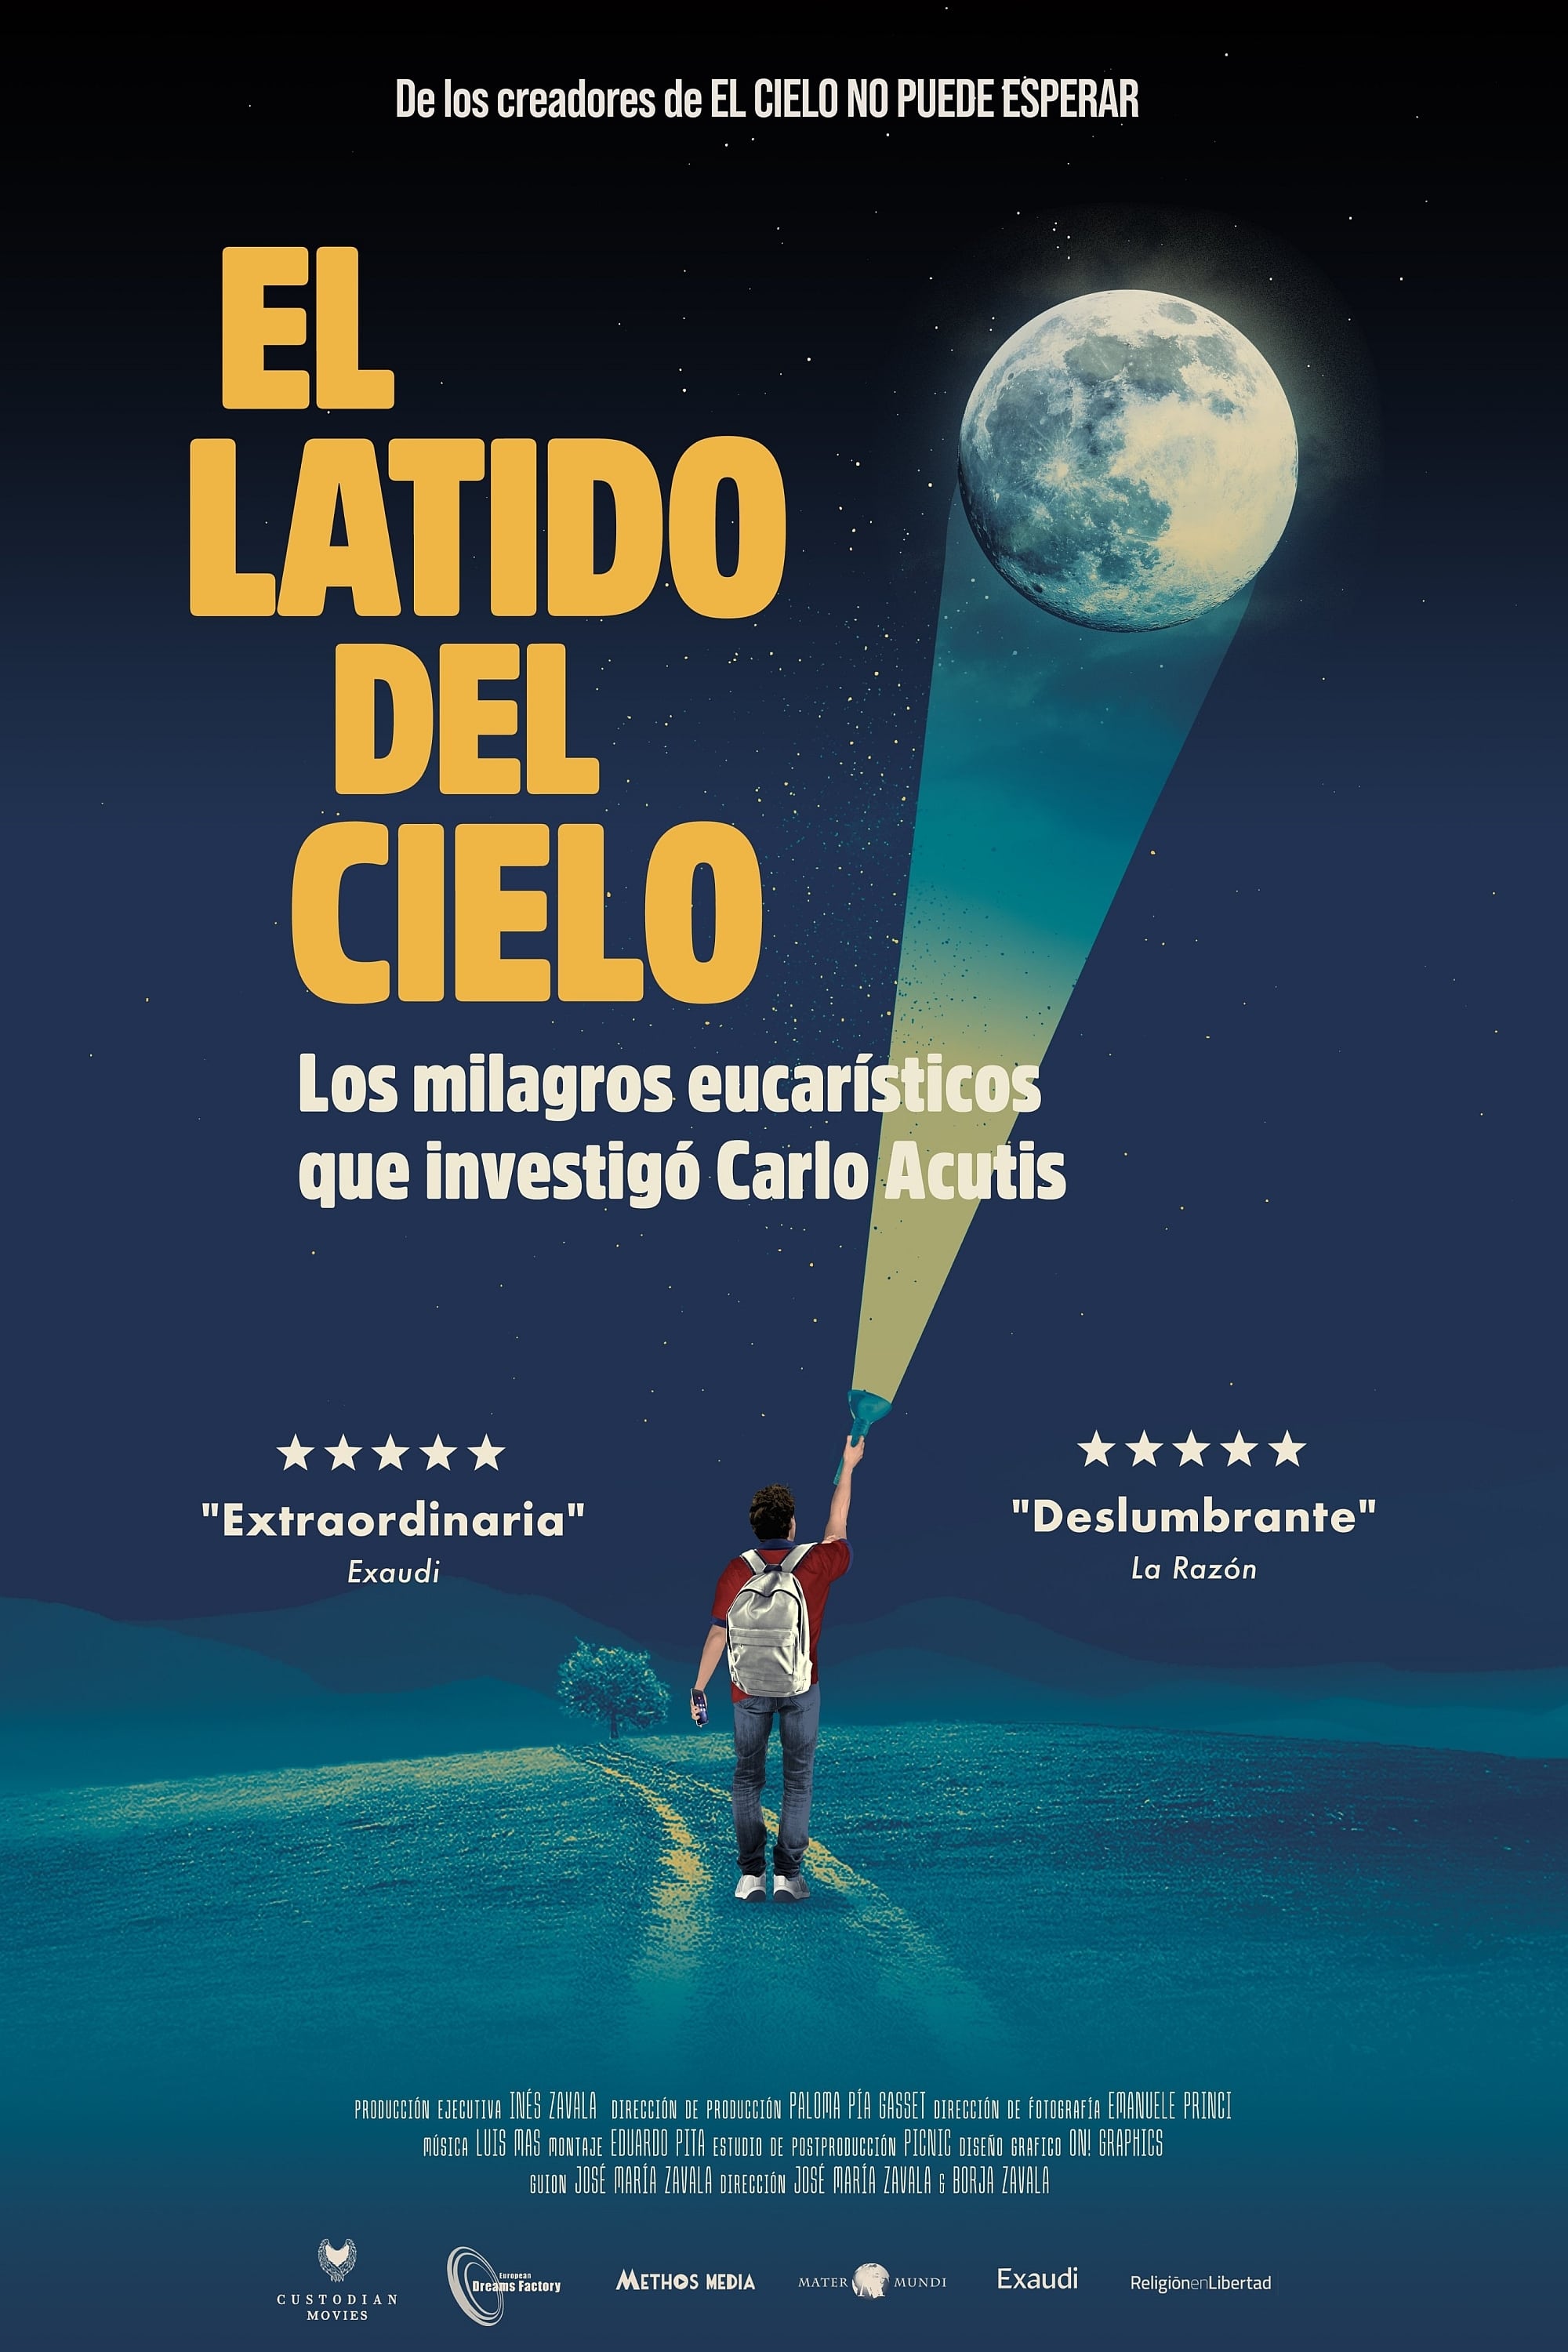 De los creadores de EL CIELO NO PUEDE ESPERAR
EL
LATIDO
DEL
CIELO
Los milagros eucarísticos
que investigó Carlo Acutis
★★★★★
"Extraordinaria"
Exaudi
★★★★★
"Deslumbrante"
La Razón
PRODUCCIÓN EJECUTIVA INÉS ZAVALA DIRECCIÓN DE PRODUCCIÓN PALOMA PÍA GASSET DIRECCIÓN DE FOTOGRAFÍA EMANUELE PRINCI
MÚSICA LUIS MAS MONTAJE EDUARDO PITA ESTUDIO DE POSTPRODUCCIÓN PICNIC DISEÑO GRAFICO ON! GRAPHICS
GUION JOSÉ MARÍA ZAVALA DIRECCIÓN JOSÉ MARÍA ZAVALA & BORJA ZAVALA
CUSTODIAN
MOVIES
European
Dreams Factory
METHOS MEDIA
MATER MUNDI
Exaudi
ReligiónenLibertad